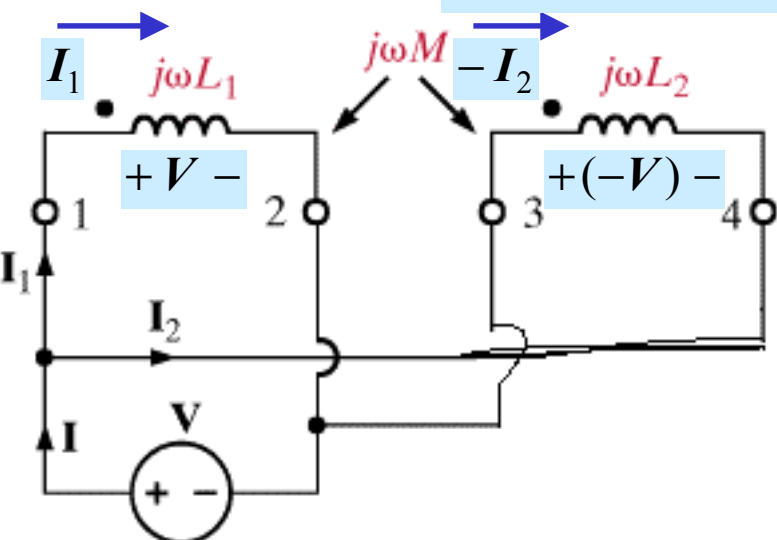 I₁ jωL₁ jωM −I₂ jωL₂
+ V − +(−V) −
1 2 3 4
I₁
I₂
I V
+ −